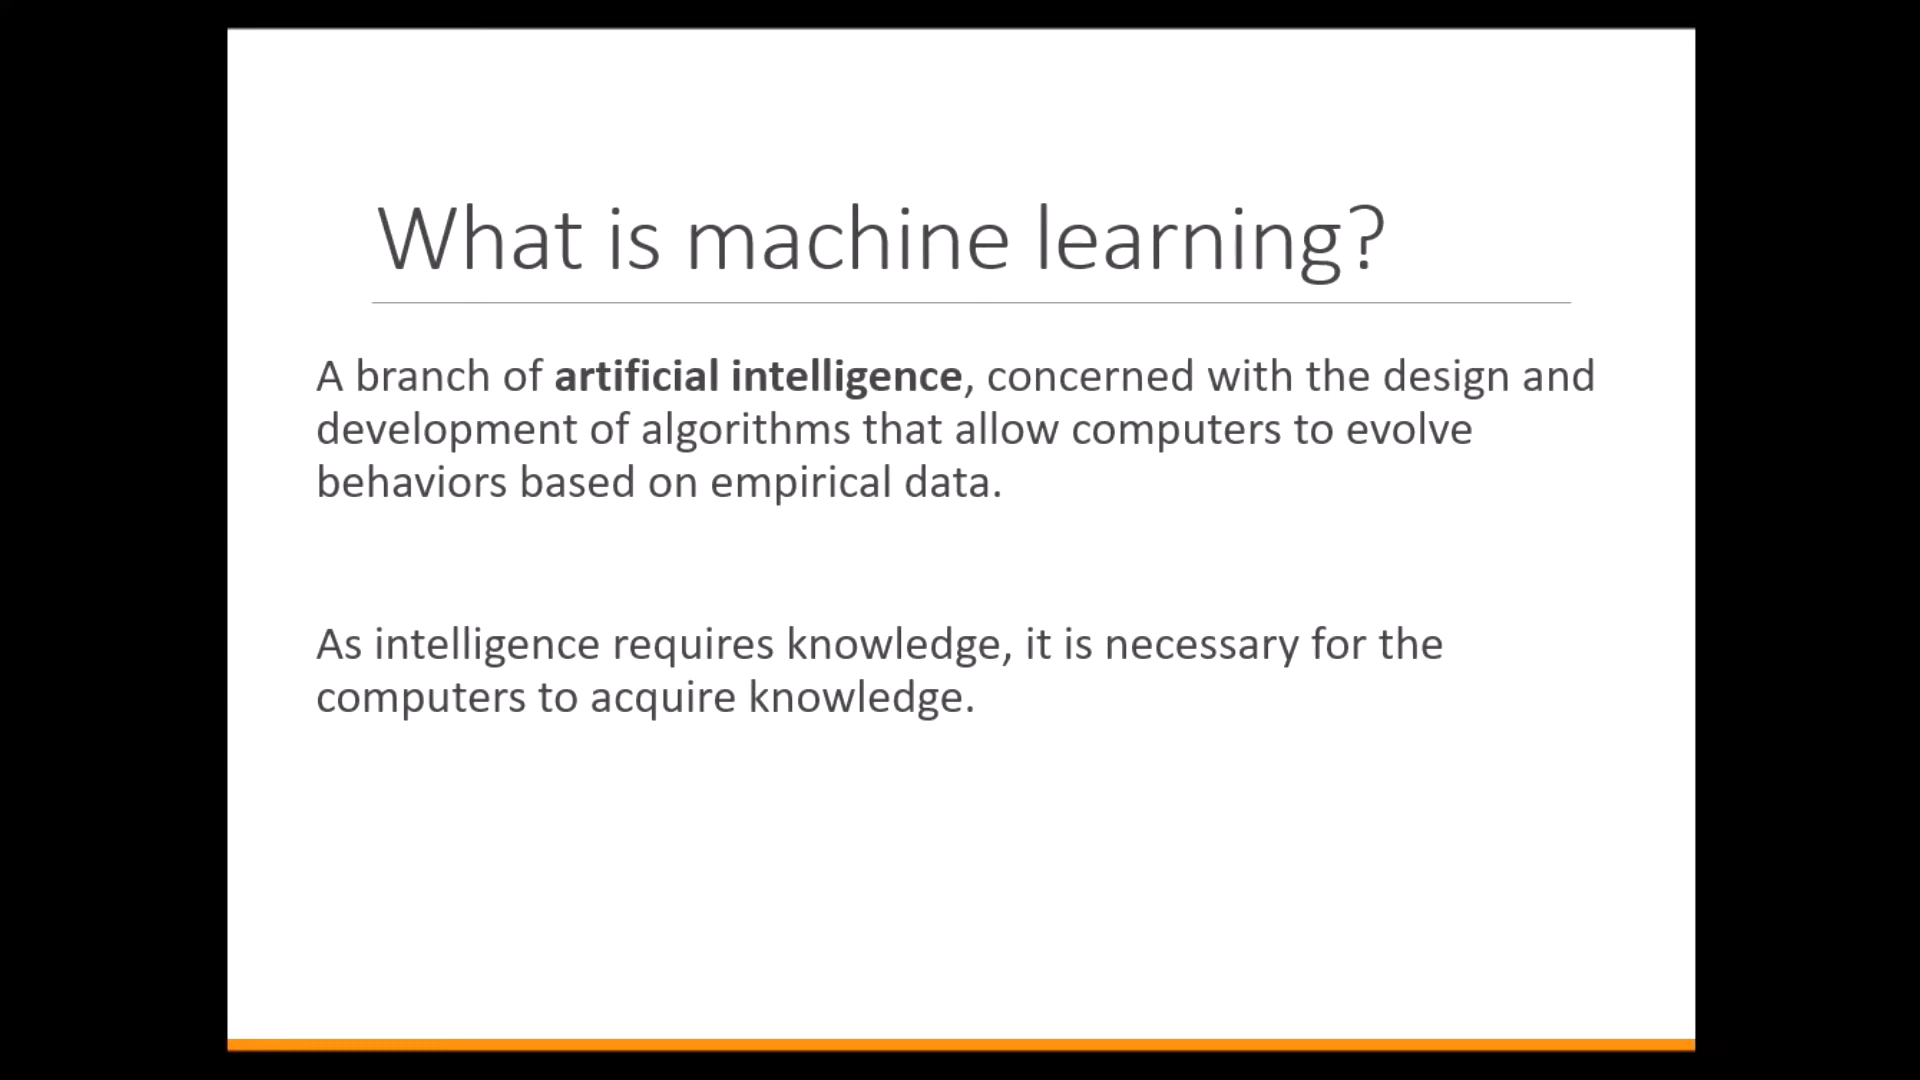 What is machine learning?
A branch of artificial intelligence, concerned with the design and
development of algorithms that allow computers to evolve
behaviors based on empirical data.
As intelligence requires knowledge, it is necessary for the
computers to acquire knowledge.